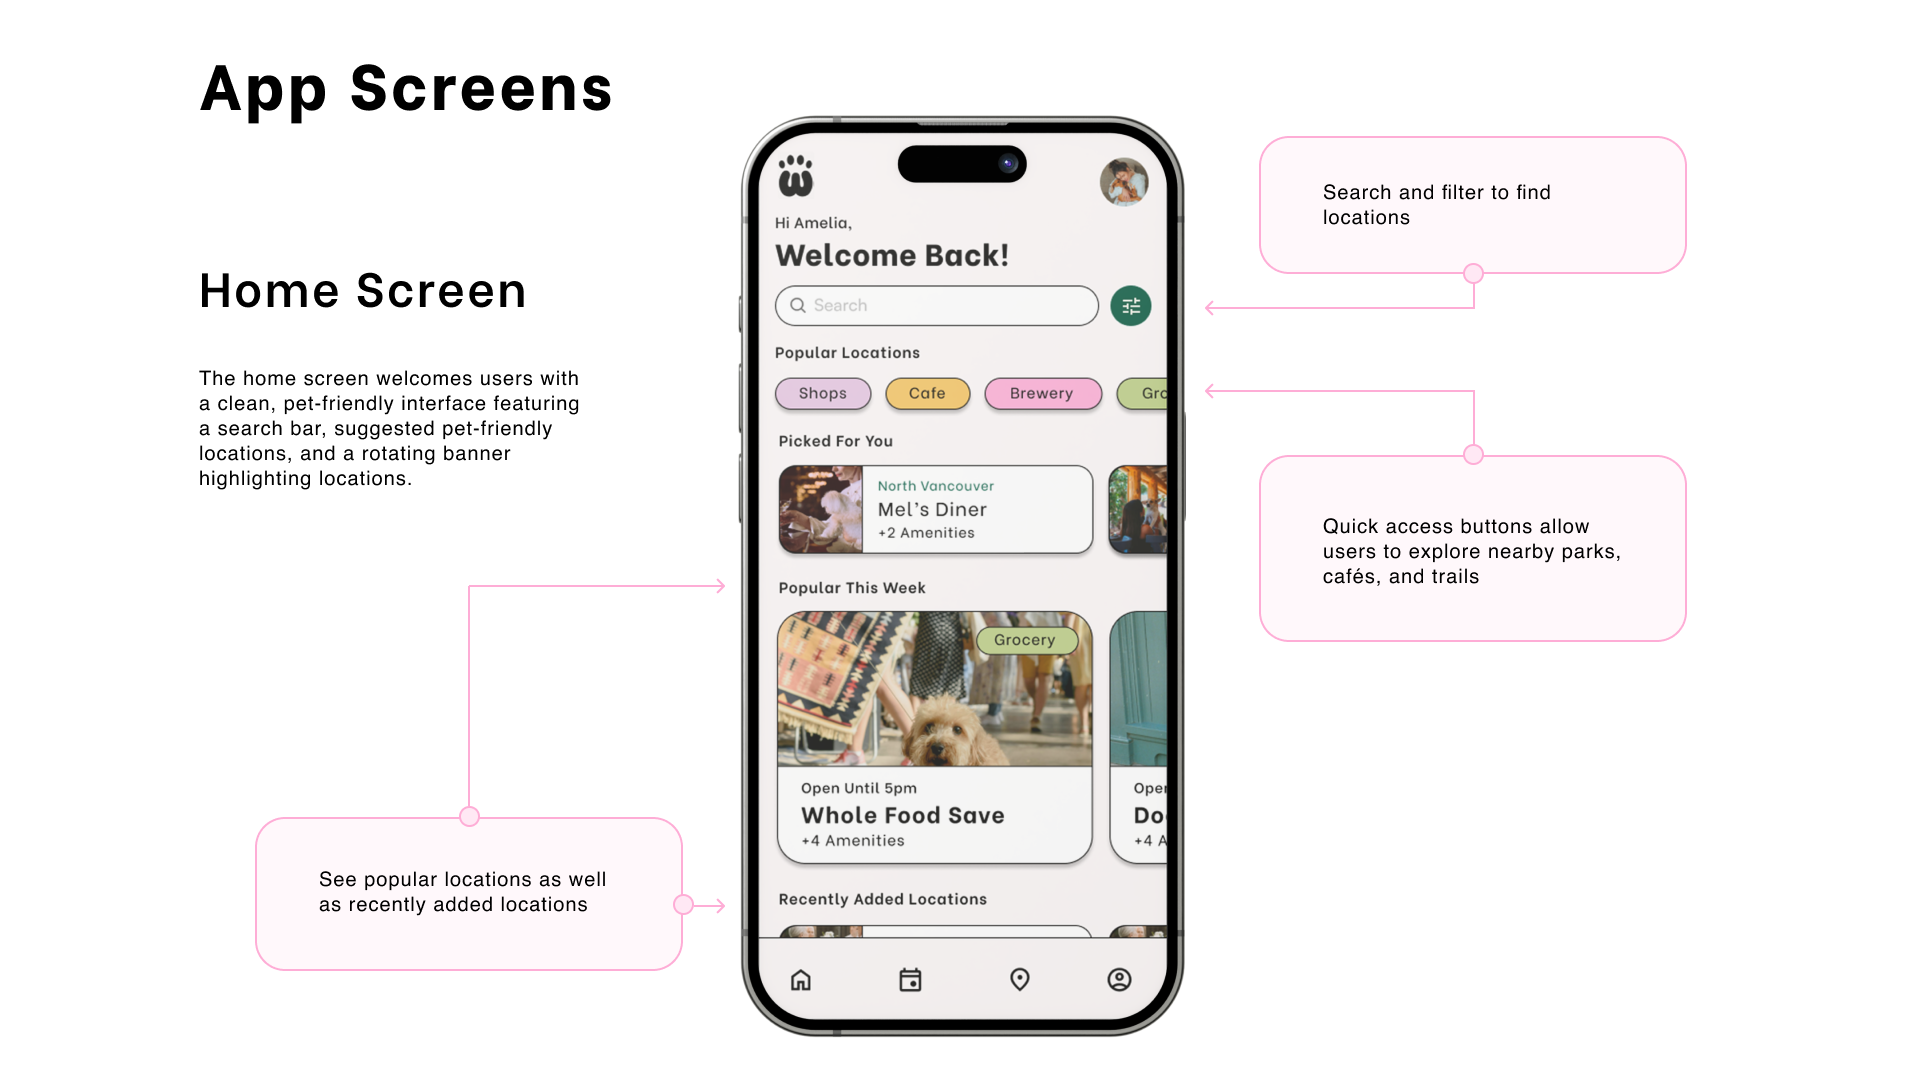 App Screens
Home Screen
The home screen welcomes users with
a clean, pet-friendly interface featuring
a search bar, suggested pet-friendly
locations, and a rotating banner
highlighting locations.
See popular locations as well
as recently added locations
Hi Amelia,
Welcome Back!
Search
Popular Locations
Shops
Cafe
Brewery
Gro
Picked For You
North Vancouver
Mel’s Diner
+2 Amenities
Popular This Week
Grocery
Open Until 5pm
Whole Food Save
+4 Amenities
Open
Do
+4 A
Recently Added Locations
Search and filter to find
locations
Quick access buttons allow
users to explore nearby parks,
cafés, and trails